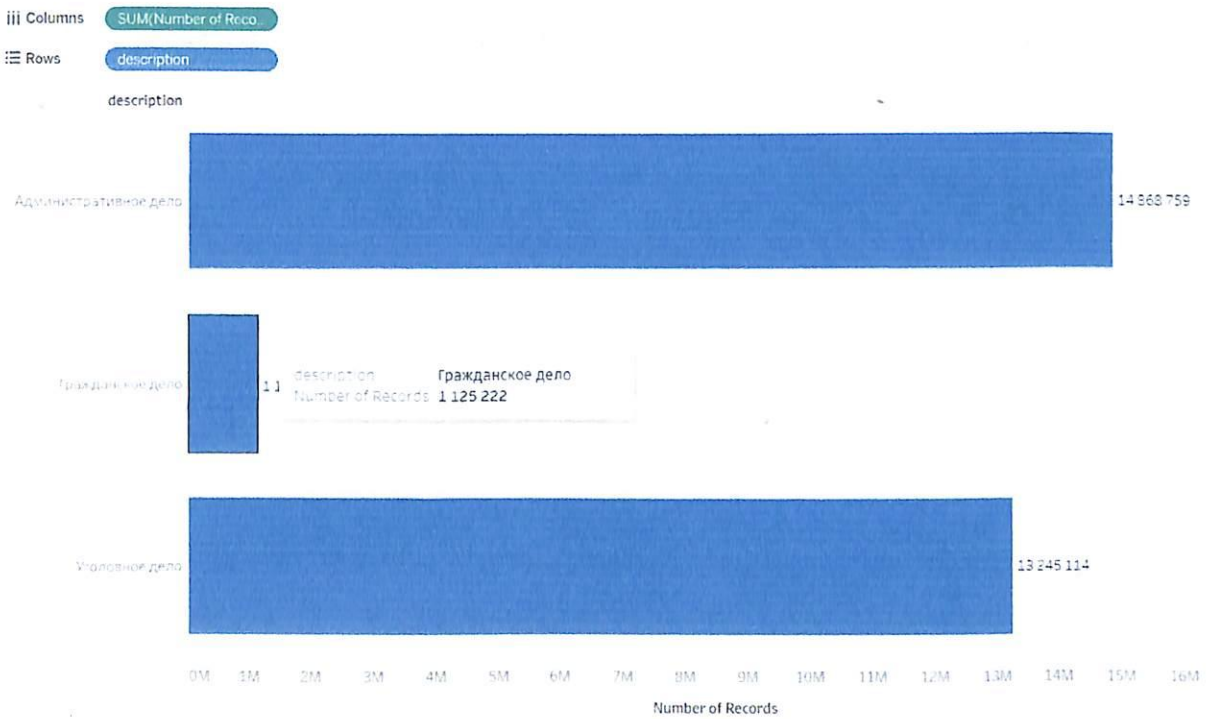 Columns SUM(Number of Reco..
Rows description
description
Административное дело
14 868 759
Гражданское дело
1 1
description Гражданское дело
Number of Records 1 125 222
Уголовное дело
13 245 114
0M 1M 2M 3M 4M 5M 6M 7M 8M 9M 10M 11M 12M 13M 14M 15M 16M
Number of Records